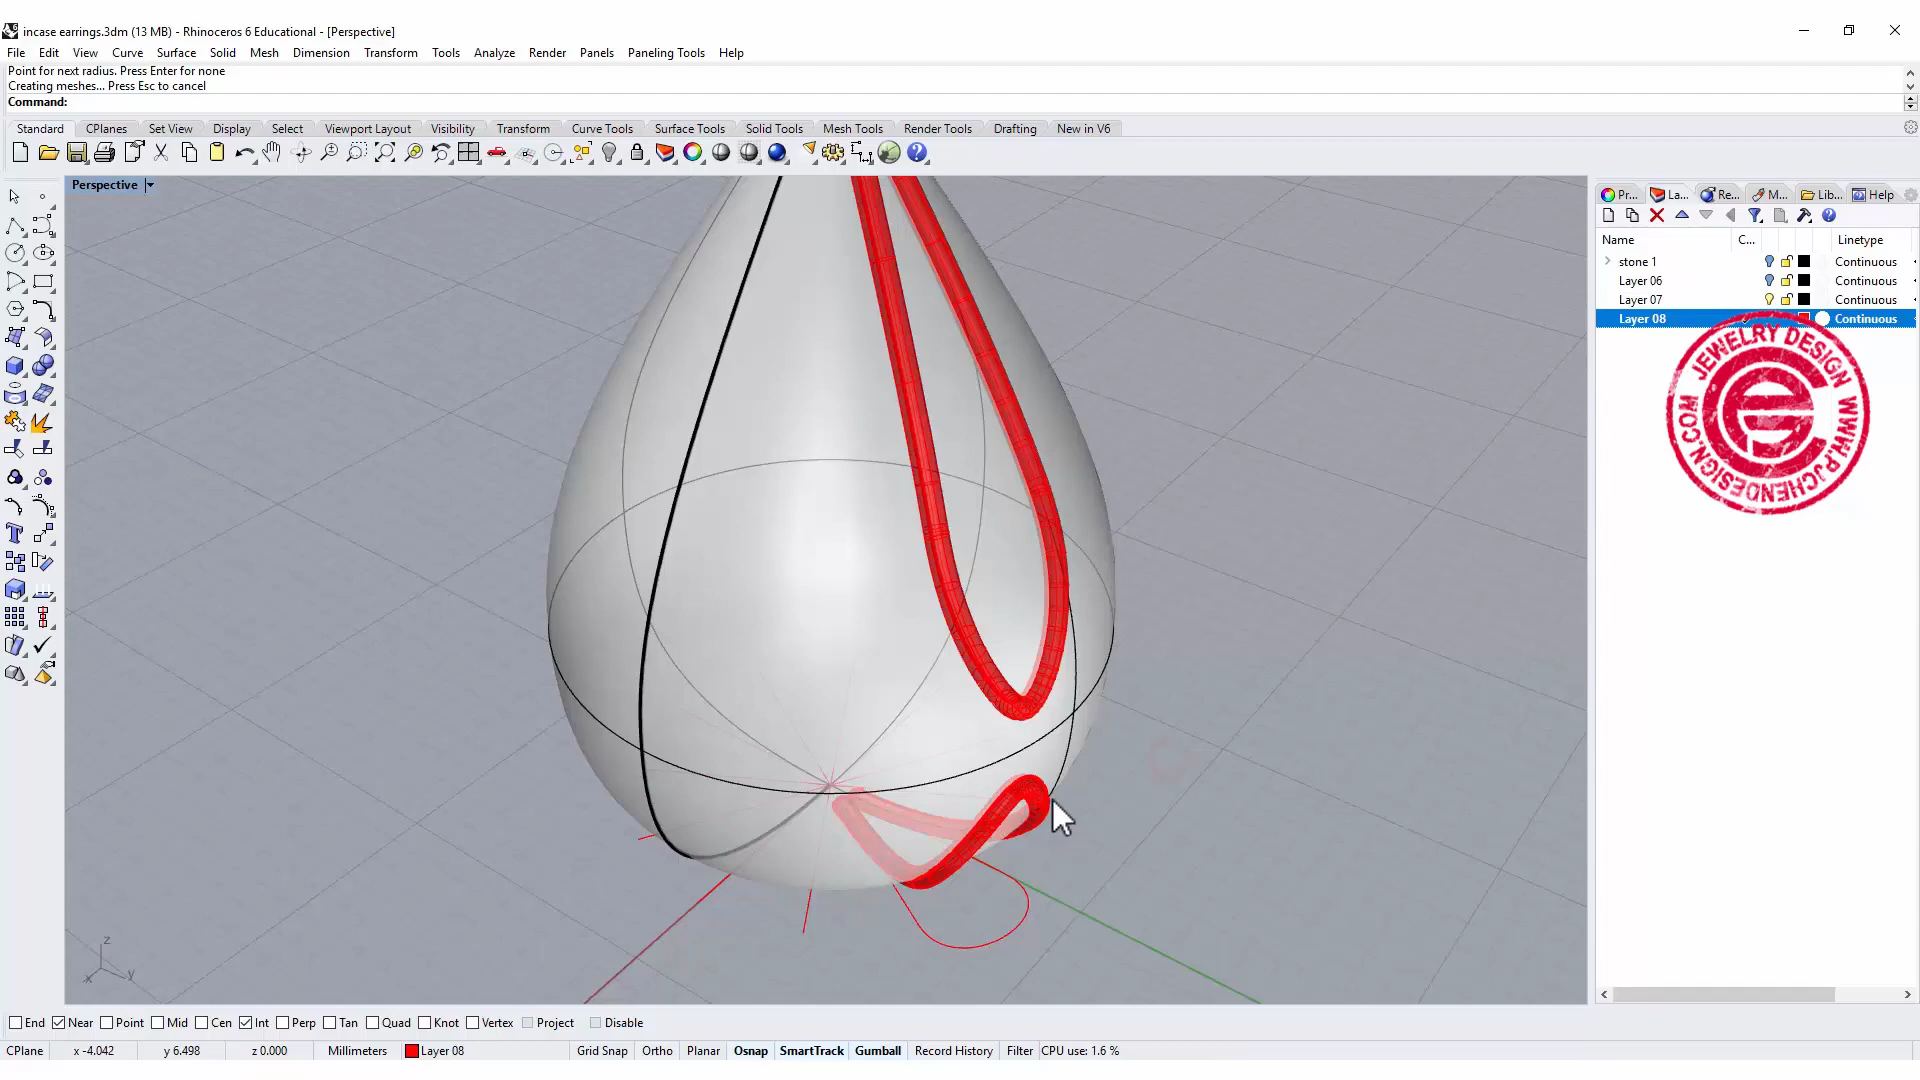 incase earrings.3dm (13 MB) - Rhinoceros 6 Educational - [Perspective]
File Edit View Curve Surface Solid Mesh Dimension Transform Tools Analyze Render Panels Paneling Tools Help
Point for next radius. Press Enter for none
Creating meshes... Press Esc to cancel
Command:
Standard CPlanes Set View Display Select Viewport Layout Visibility Transform Curve Tools Surface Tools Solid Tools Mesh Tools Render Tools Drafting New in V6
Perspective
Pr... La... Re... M... Lib... Help
Name C... Linetype
stone 1 Continuous
Layer 06 Continuous
Layer 07 Continuous
Layer 08 Continuous
JEWELRY DESIGN
WWW.PJCHENDESIGN.COM
z
x y
End Near Point Mid Cen Int Perp Tan Quad Knot Vertex Project Disable
CPlane x -4.042 y 6.498 z 0.000 Millimeters Layer 08 Grid Snap Ortho Planar Osnap SmartTrack Gumball Record History Filter CPU use: 1.6 %